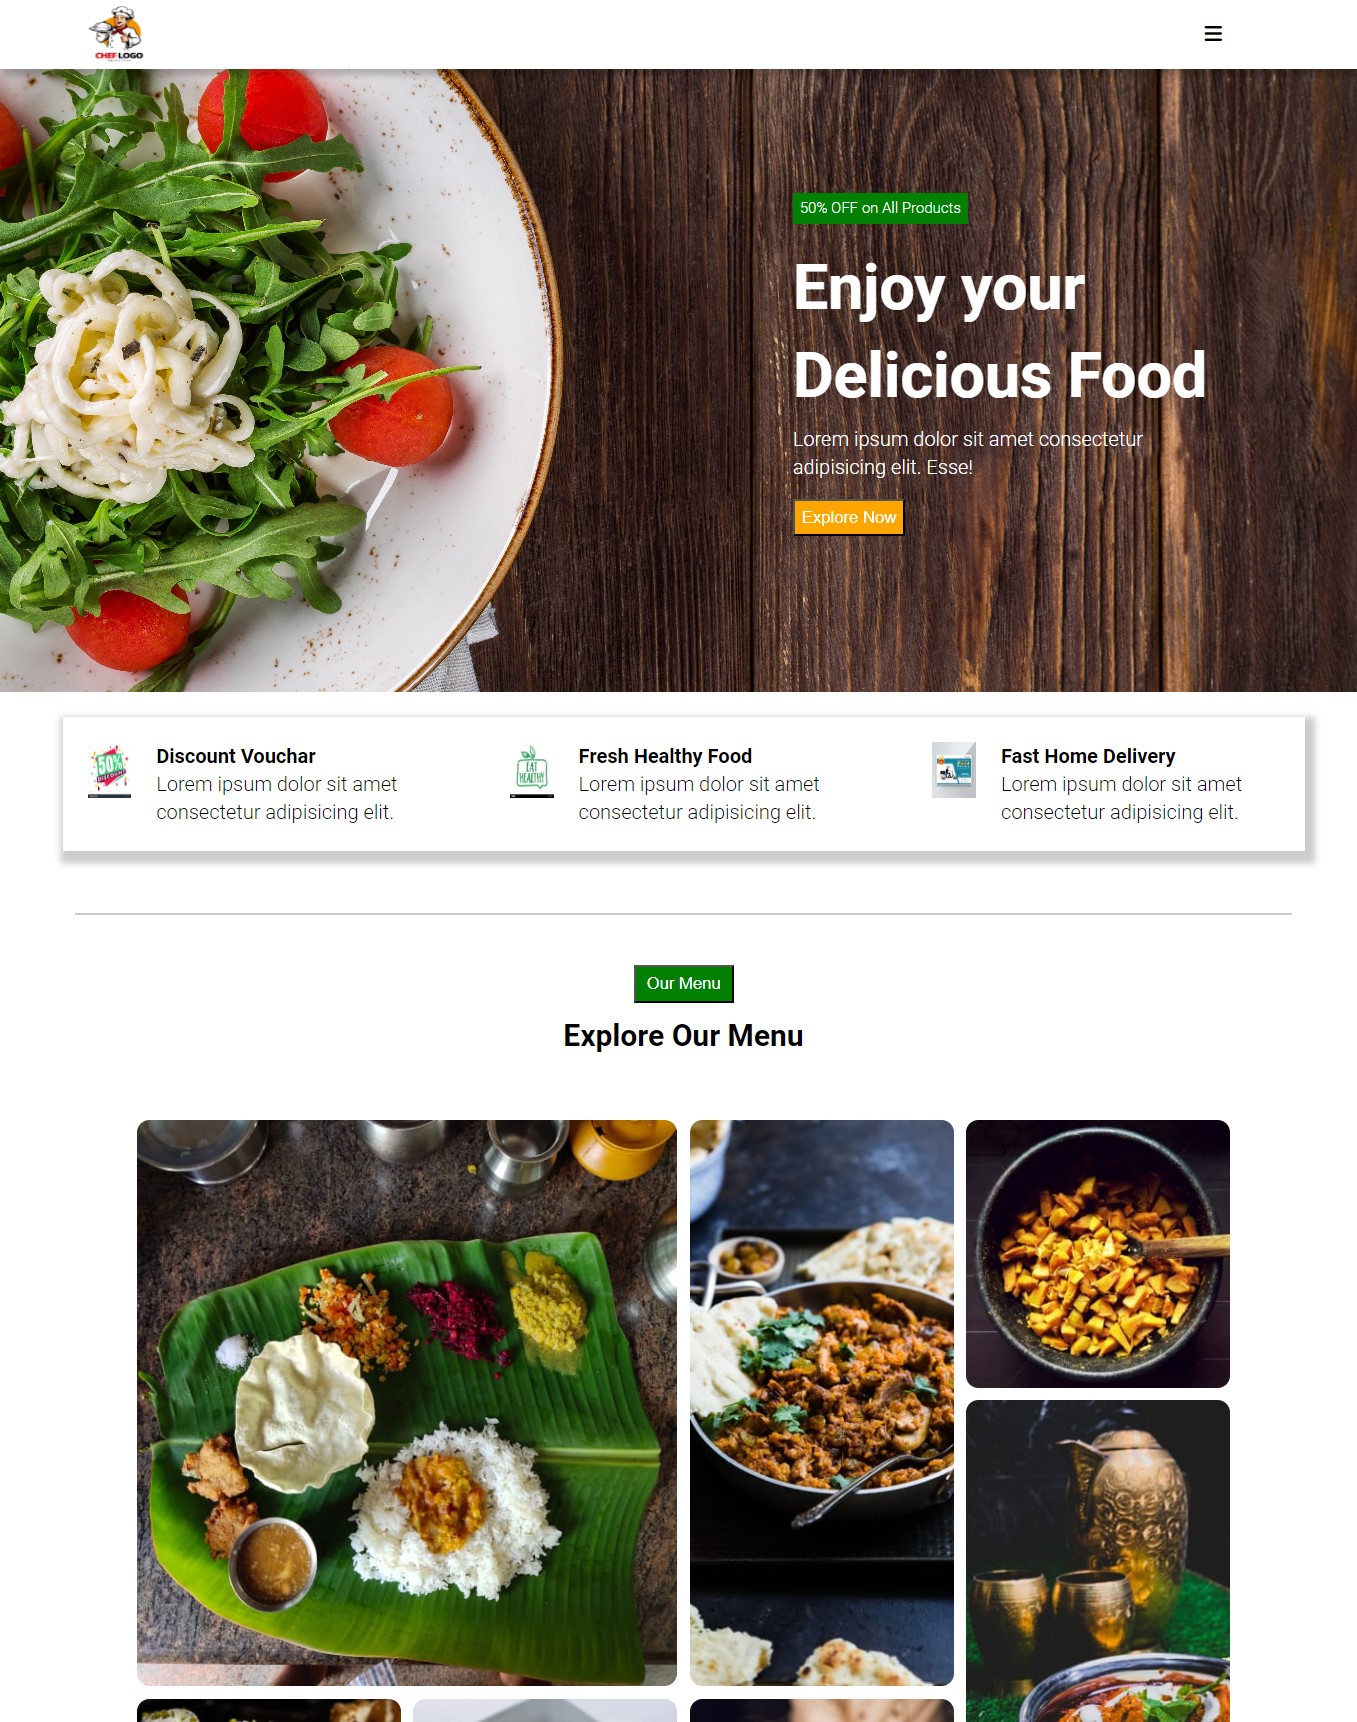 CHEF LOGO
50% OFF on All Products
Enjoy your
Delicious Food
Lorem ipsum dolor sit amet consectetur
adipisicing elit. Esse!
Explore Now
50%
DISCOUNT
Discount Vouchar
Lorem ipsum dolor sit amet
consectetur adipisicing elit.
EAT
HEALTHY
Fresh Healthy Food
Lorem ipsum dolor sit amet
consectetur adipisicing elit.
Fast Home Delivery
Lorem ipsum dolor sit amet
consectetur adipisicing elit.
Our Menu
Explore Our Menu